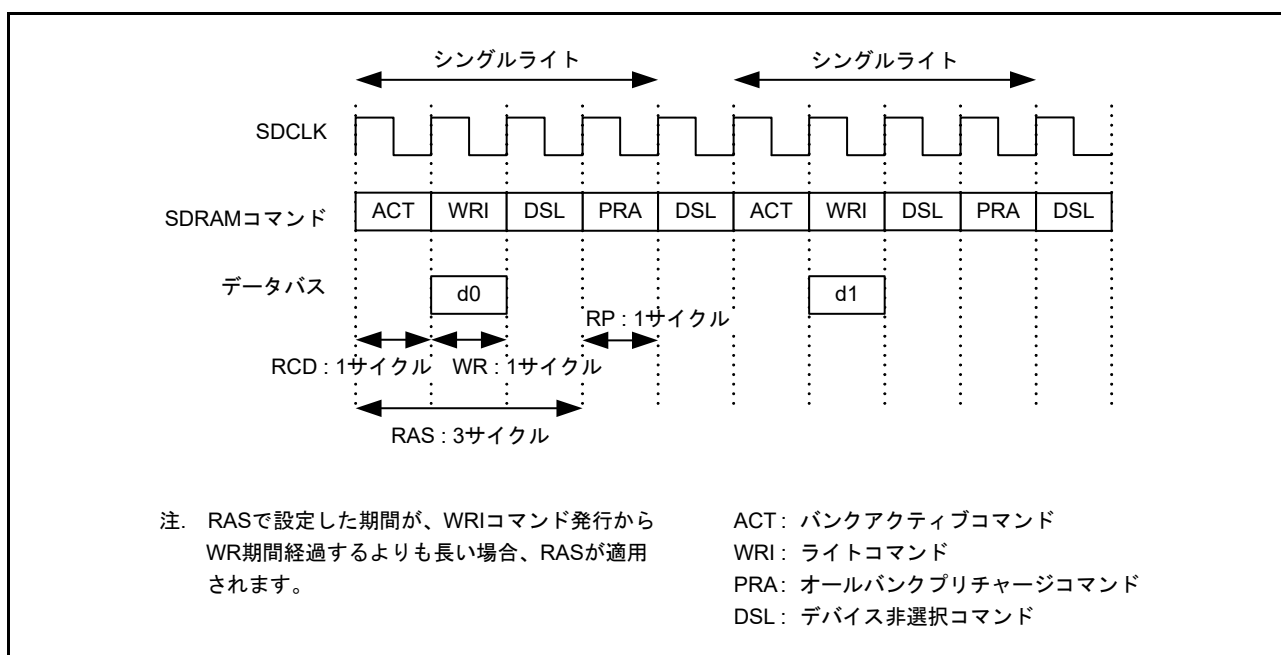 シングルライト シングルライト
SDCLK
SDRAMコマンド ACT WRI DSL PRA DSL ACT WRI DSL PRA DSL
データバス d0 d1
RP : 1サイクル
RCD : 1サイクル WR : 1サイクル
RAS : 3サイクル
注. RASで設定した期間が、WRIコマンド発行から
WR期間経過するよりも長い場合、RASが適用
されます。
ACT : バンクアクティブコマンド
WRI : ライトコマンド
PRA : オールバンクプリチャージコマンド
DSL : デバイス非選択コマンド